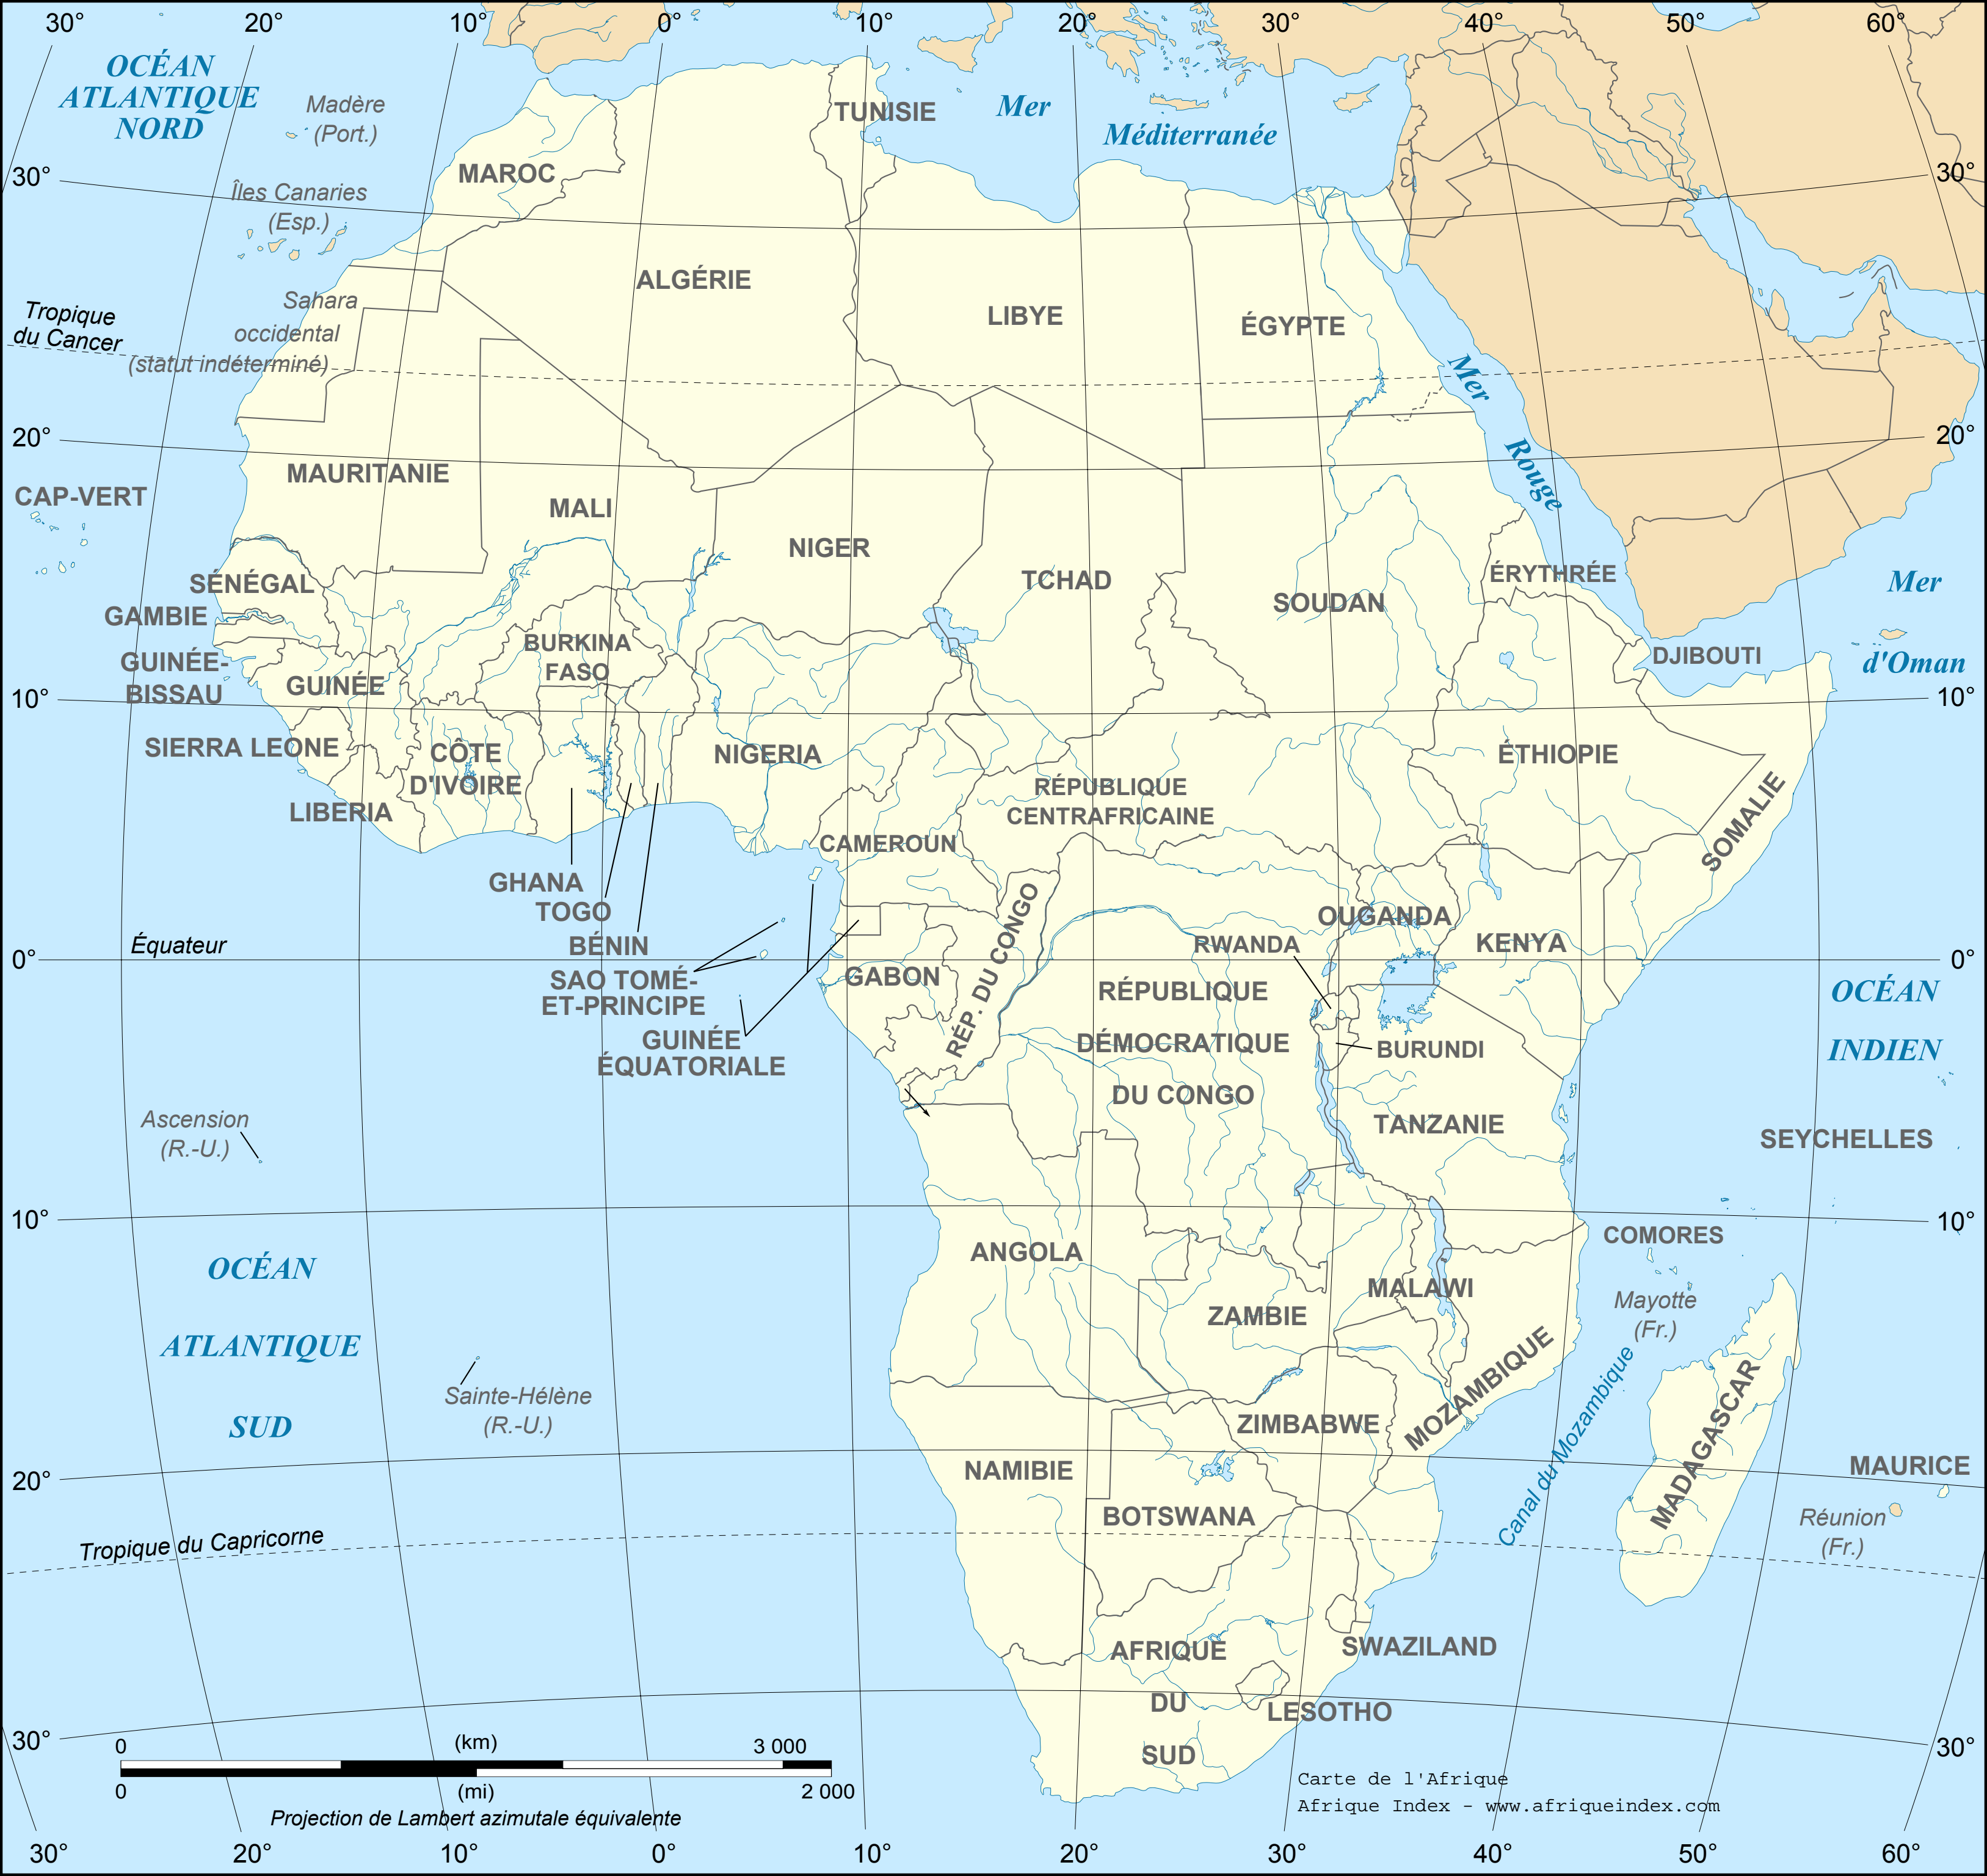 30°
20°
10°
0°
10°
20°
30°
40°
50°
60°
OCÉAN
ATLANTIQUE
NORD
Madère
(Port.)
TUNISIE
Mer
Méditerranée
MAROC
30°
30°
Îles Canaries
(Esp.)
ALGÉRIE
LIBYE
ÉGYPTE
Sahara
occidental
(statut indéterminé)
Tropique
du Cancer
Mer
Rouge
20°
20°
MAURITANIE
CAP-VERT
MALI
NIGER
TCHAD
SOUDAN
ÉRYTHRÉE
Mer
d'Oman
SÉNÉGAL
GAMBIE
BURKINA
FASO
DJIBOUTI
GUINÉE-
BISSAU
GUINÉE
10°
10°
SIERRA LEONE
CÔTE
D'IVOIRE
NIGERIA
ÉTHIOPIE
LIBERIA
RÉPUBLIQUE
CENTRAFRICAINE
SOMALIE
CAMEROUN
GHANA
TOGO
BÉNIN
OUGANDA
RWANDA
KENYA
Équateur
0°
0°
SAO TOMÉ-
ET-PRINCIPE
GABON
RÉP. DU CONGO
RÉPUBLIQUE
DÉMOCRATIQUE
DU CONGO
OCÉAN
INDIEN
GUINÉE
ÉQUATORIALE
BURUNDI
TANZANIE
Ascension
(R.-U.)
SEYCHELLES
10°
10°
OCÉAN
ATLANTIQUE
SUD
ANGOLA
COMORES
MALAWI
Mayotte
(Fr.)
ZAMBIE
Sainte-Hélène
(R.-U.)
MOZAMBIQUE
Canal du Mozambique
MADAGASCAR
ZIMBABWE
NAMIBIE
MAURICE
20°
BOTSWANA
Réunion
(Fr.)
Tropique du Capricorne
AFRIQUE
DU
SUD
SWAZILAND
LESOTHO
30°
30°
0
(km)
3 000
0
(mi)
2 000
Projection de Lambert azimutale équivalente
Carte de l'Afrique
Afrique Index - www.afriqueindex.com
30°
20°
10°
0°
10°
20°
30°
40°
50°
60°